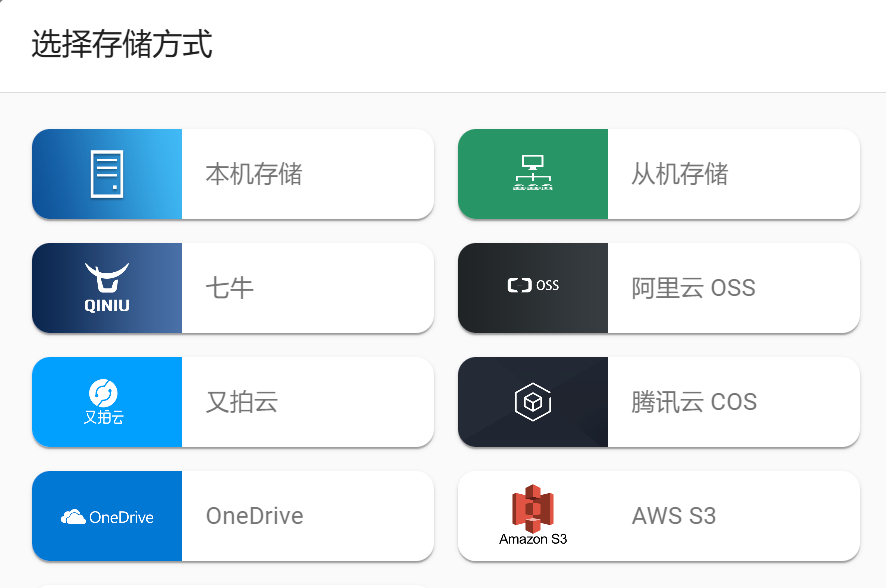 选择存储方式
本机存储
从机存储
QINIU
七牛
OSS
阿里云 OSS
又拍云
又拍云
腾讯云 COS
OneDrive
OneDrive
Amazon S3
AWS S3